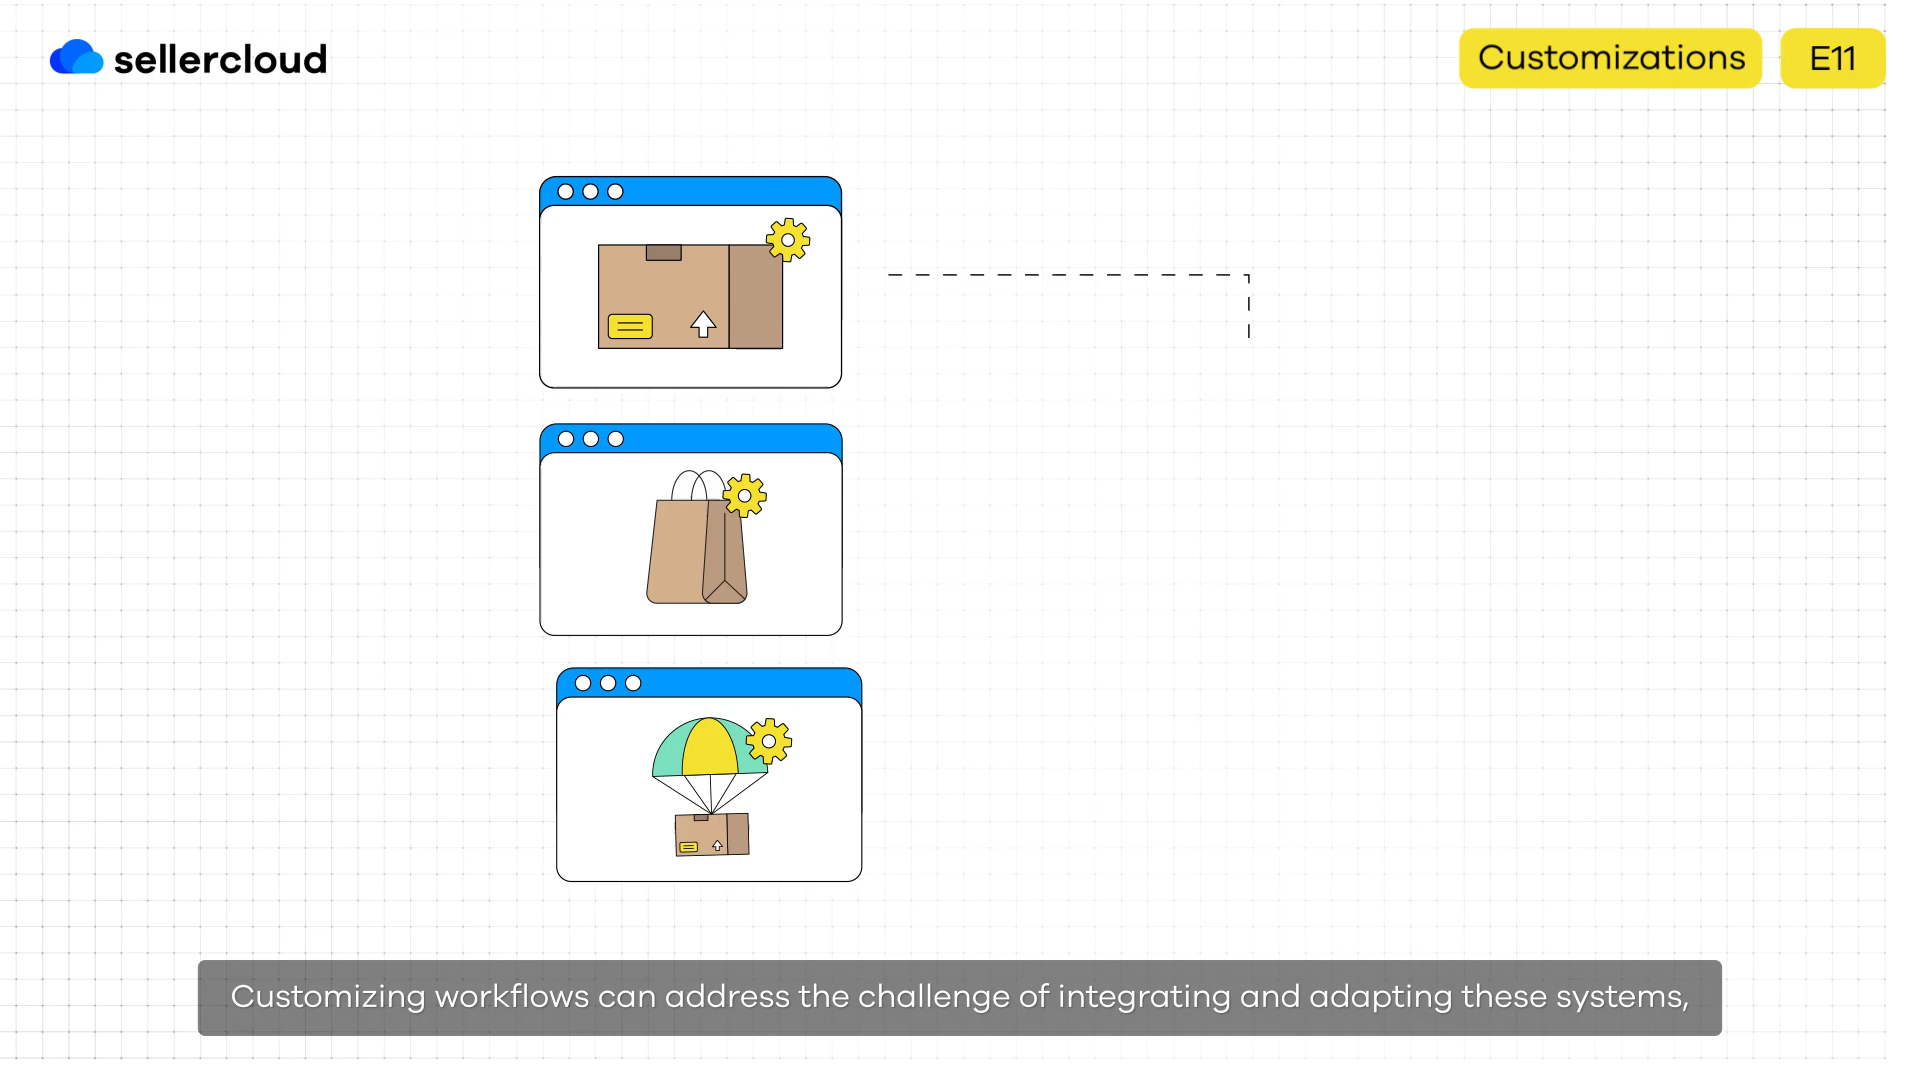 sellercloud
Customizations
E11
Customizing workflows can address the challenge of integrating and adapting these systems,